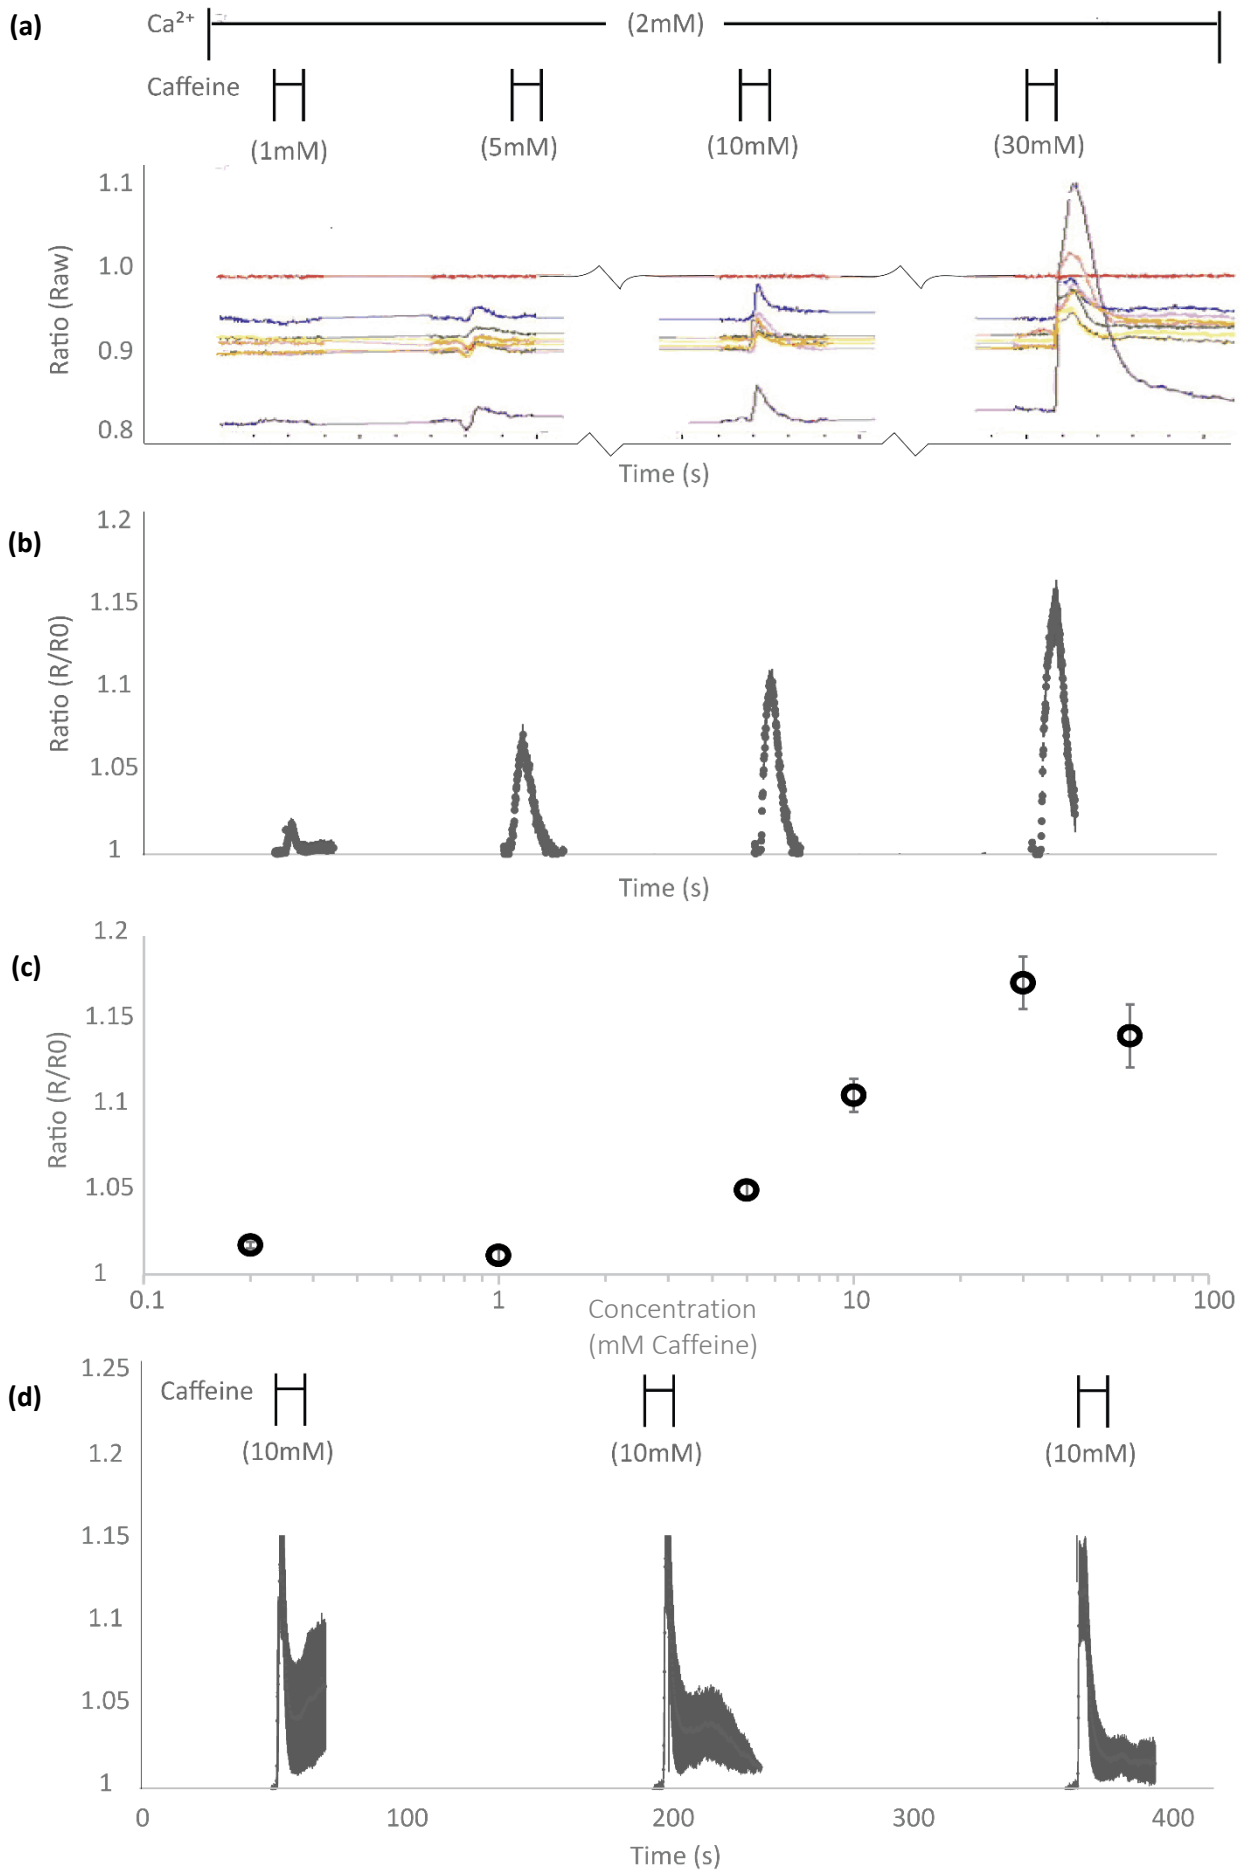 (a)
Ca²⁺ (2mM)
Caffeine
(1mM) (5mM) (10mM) (30mM)
1.1
1.0
0.9
0.8
Ratio (Raw)
Time (s)
(b)
1.2
1.15
1.1
1.05
1
Ratio (R/R0)
Time (s)
(c)
1.2
1.15
1.1
1.05
1
Ratio (R/R0)
0.1 1 10 100
Concentration
(mM Caffeine)
(d)
1.25
Caffeine
(10mM) (10mM) (10mM)
1.2
1.15
1.1
1.05
1
0 100 200 300 400
Time (s)